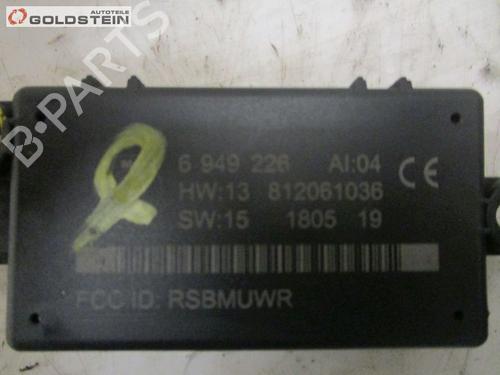 AUTOTEILE
GOLDSTEIN
B-PARTS
6 949 226 AI:04
HW:13 812061036 CE
SW:15 1805 19
FCC ID: RSBMUWR